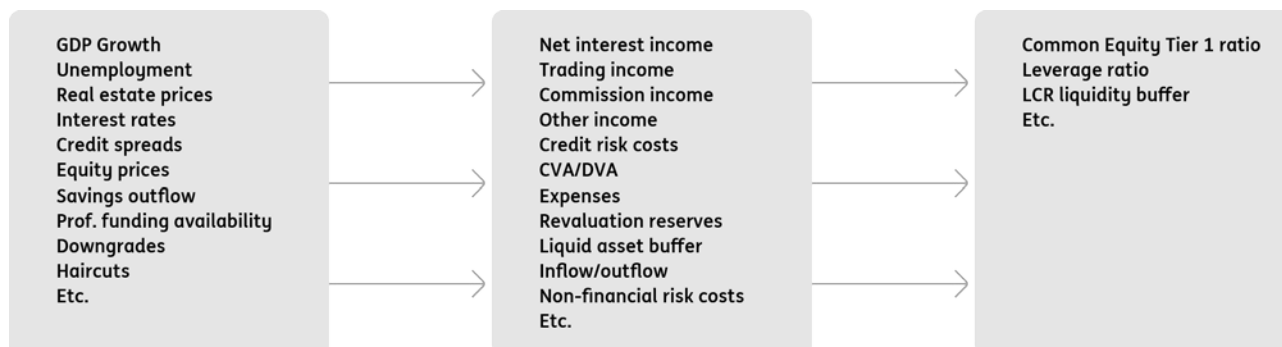 GDP Growth
Unemployment
Real estate prices
Interest rates
Credit spreads
Equity prices
Savings outflow
Prof. funding availability
Downgrades
Haircuts
Etc.
Net interest income
Trading income
Commission income
Other income
Credit risk costs
CVA/DVA
Expenses
Revaluation reserves
Liquid asset buffer
Inflow/outflow
Non-financial risk costs
Etc.
Common Equity Tier 1 ratio
Leverage ratio
LCR liquidity buffer
Etc.